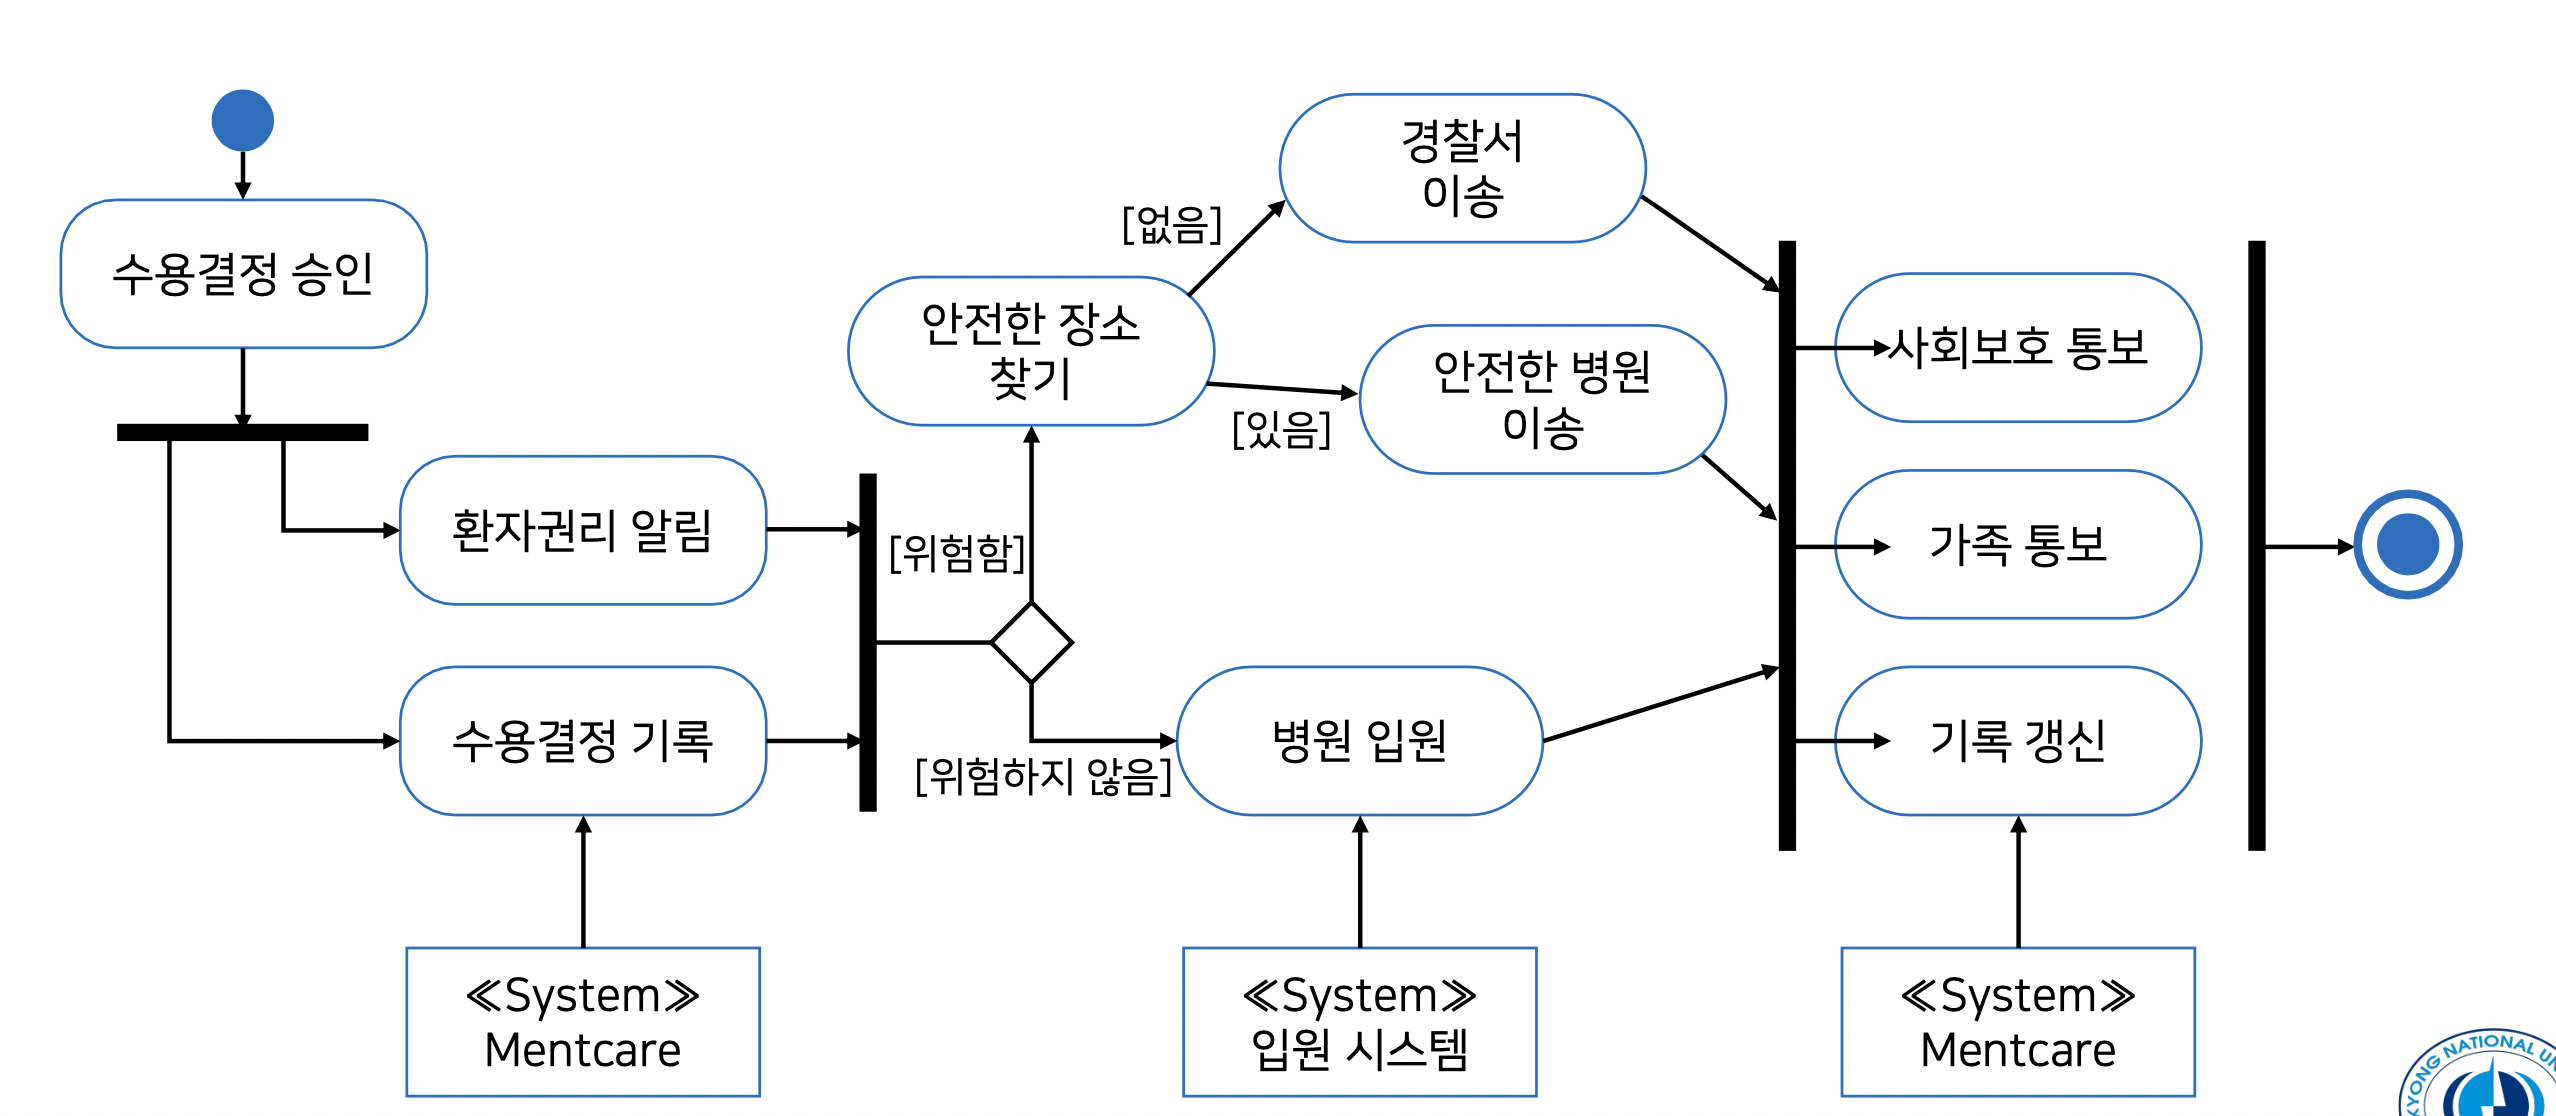 수용결정 승인
환자권리 알림
수용결정 기록
≪System≫
Mentcare
[위험함]
[위험하지 않음]
안전한 장소
찾기
[없음]
[있음]
경찰서
이송
안전한 병원
이송
병원 입원
≪System≫
입원 시스템
사회보호 통보
가족 통보
기록 갱신
≪System≫
Mentcare
NATIONAL